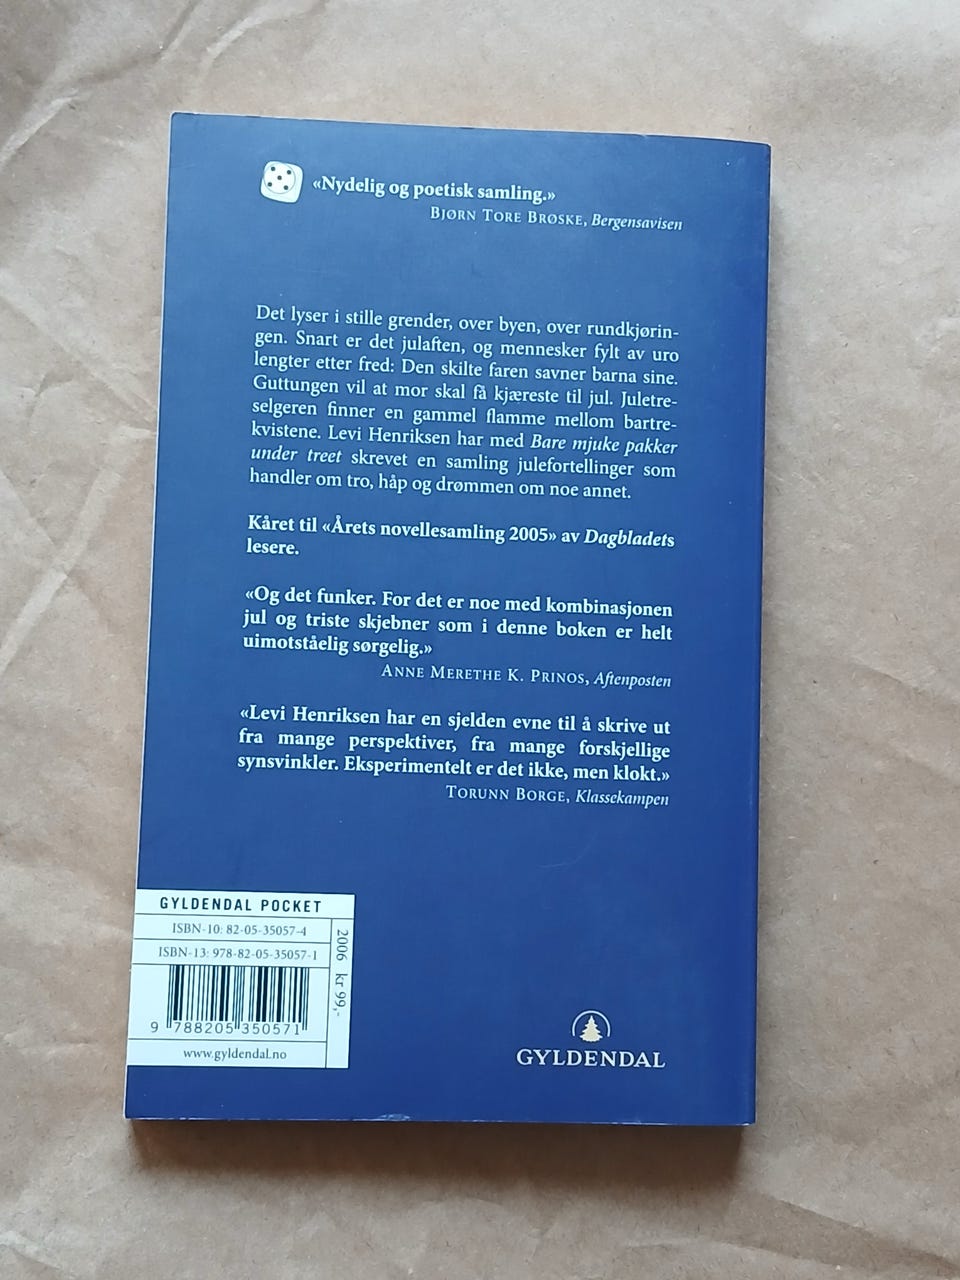 «Nydelig og poetisk samling.»
BJØRN TORE BRØSKE, Bergensavisen
Det lyser i stille grender, over byen, over rundkjørin-
gen. Snart er det julaften, og mennesker fylt av uro
lengter etter fred: Den skilte faren savner barna sine.
Guttungen vil at mor skal få kjæreste til jul. Juletre-
selgeren finner en gammel flamme mellom bartre-
kvistene. Levi Henriksen har med Bare mjuke pakker
under treet skrevet en samling julefortellinger som
handler om tro, håp og drømmen om noe annet.
Kåret til «Årets novellesamling 2005» av Dagbladets
lesere.
«Og det funker. For det er noe med kombinasjonen
jul og triste skjebner som i denne boken er helt
uimotståelig sørgelig.»
ANNE MERETHE K. PRINOS, Aftenposten
«Levi Henriksen har en sjelden evne til å skrive ut
fra mange perspektiver, fra mange forskjellige
synsvinkler. Eksperimentelt er det ikke, men klokt.»
TORUNN BORGE, Klassekampen
GYLDENDAL POCKET
ISBN-10: 82-05-35057-4
ISBN-13: 978-82-05-35057-1
9 788205 350571
www.gyldendal.no
2006 kr 99,-
GYLDENDAL